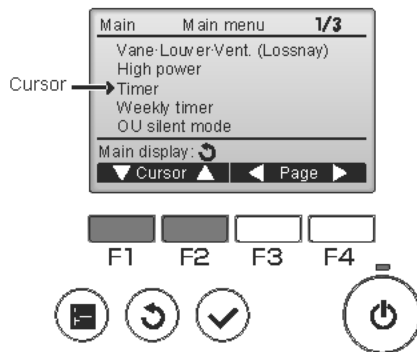 Main Main menu 1/3
Vane·Louver·Vent. (Lossnay)
High power
Cursor Timer
Weekly timer
OU silent mode
Main display:
Cursor Page
F1 F2 F3 F4